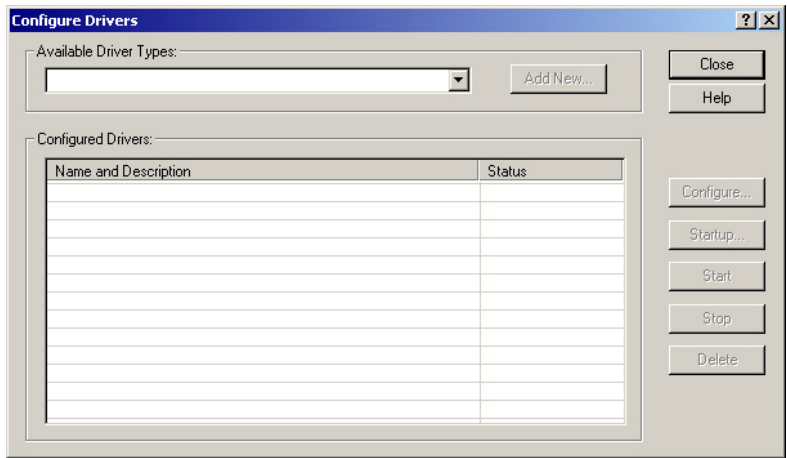 Configure Drivers
Available Driver Types:
Add New...
Close
Help
Configured Drivers:
Name and Description Status
Configure...
Startup...
Start
Stop
Delete